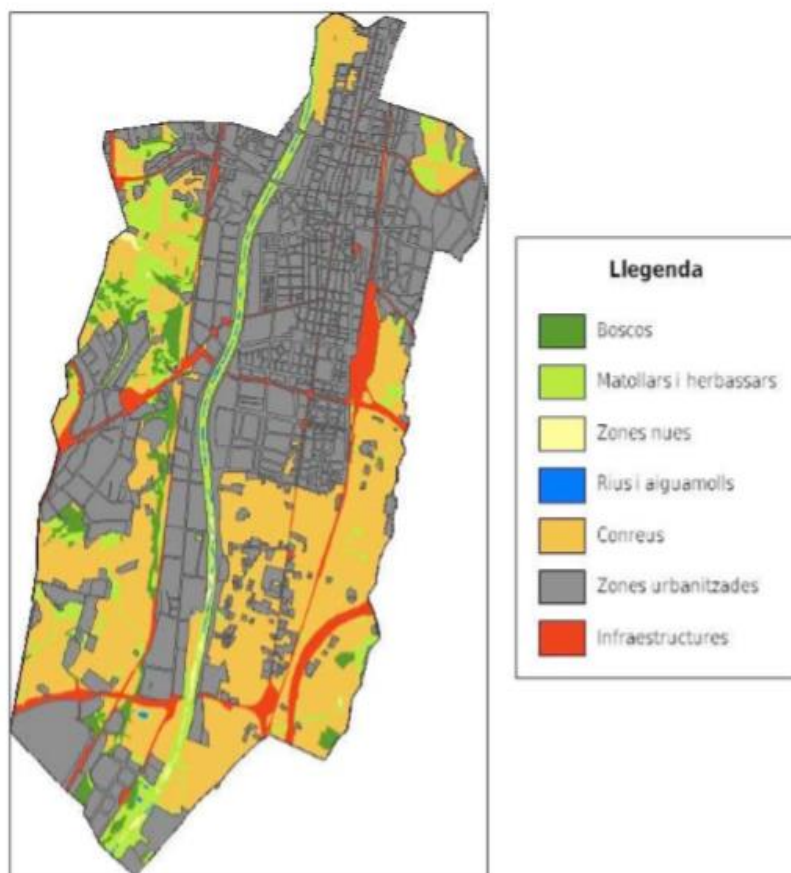 Llegenda
Boscos
Matollars i herbassars
Zones nues
Rius i aiguamolls
Conreus
Zones urbanitzades
Infraestructures